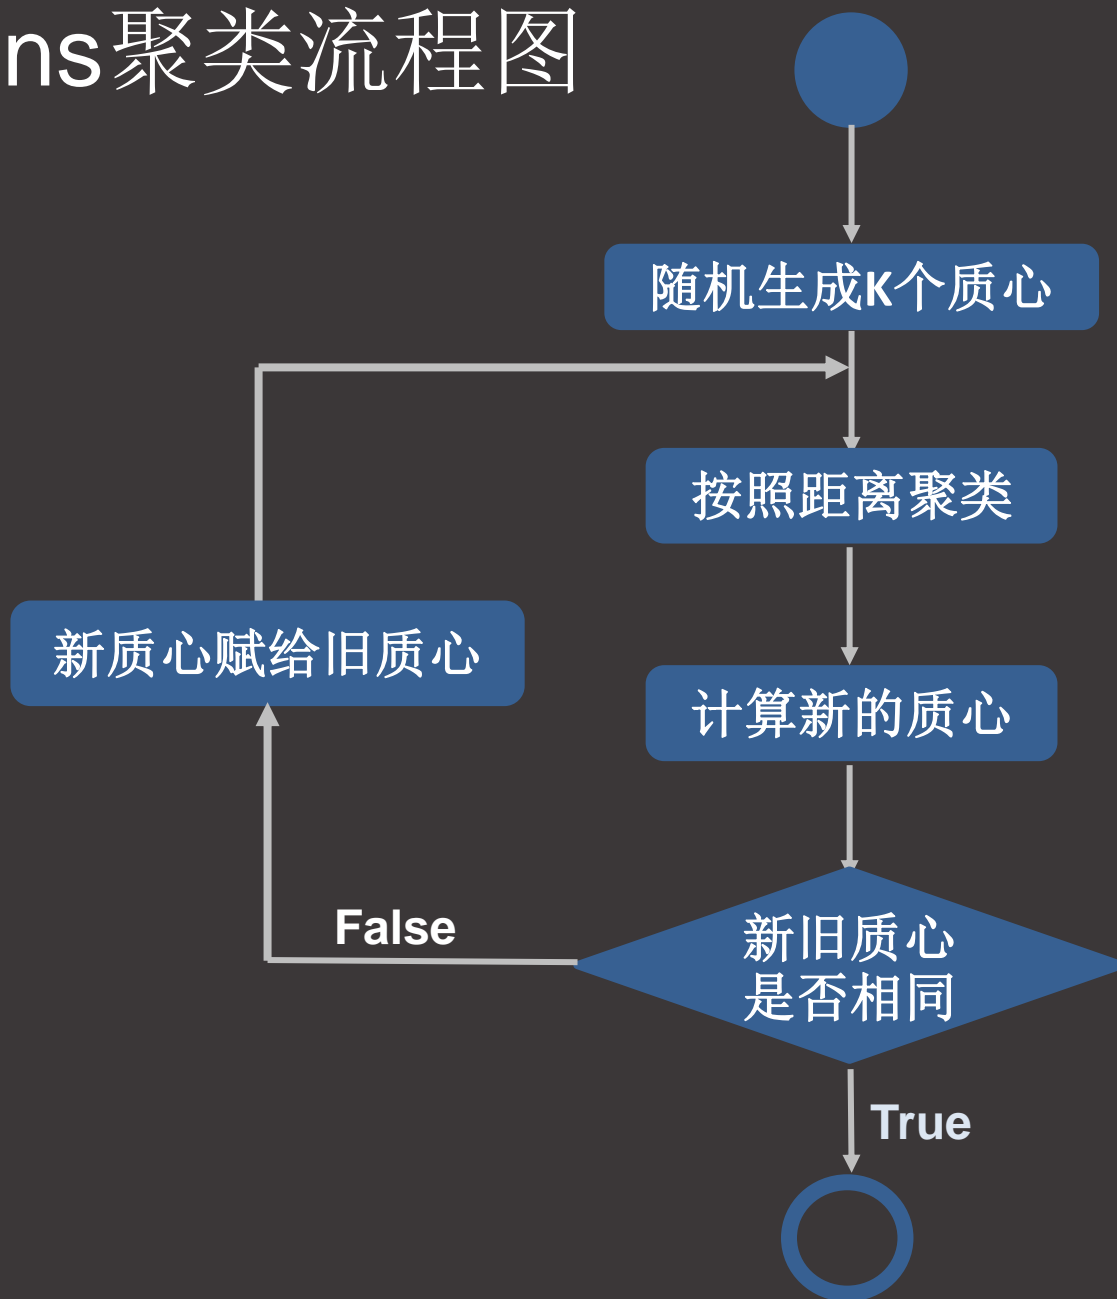 ns聚类流程图
随机生成K个质心
按照距离聚类
新质心赋给旧质心
计算新的质心
False
新旧质心
是否相同
True